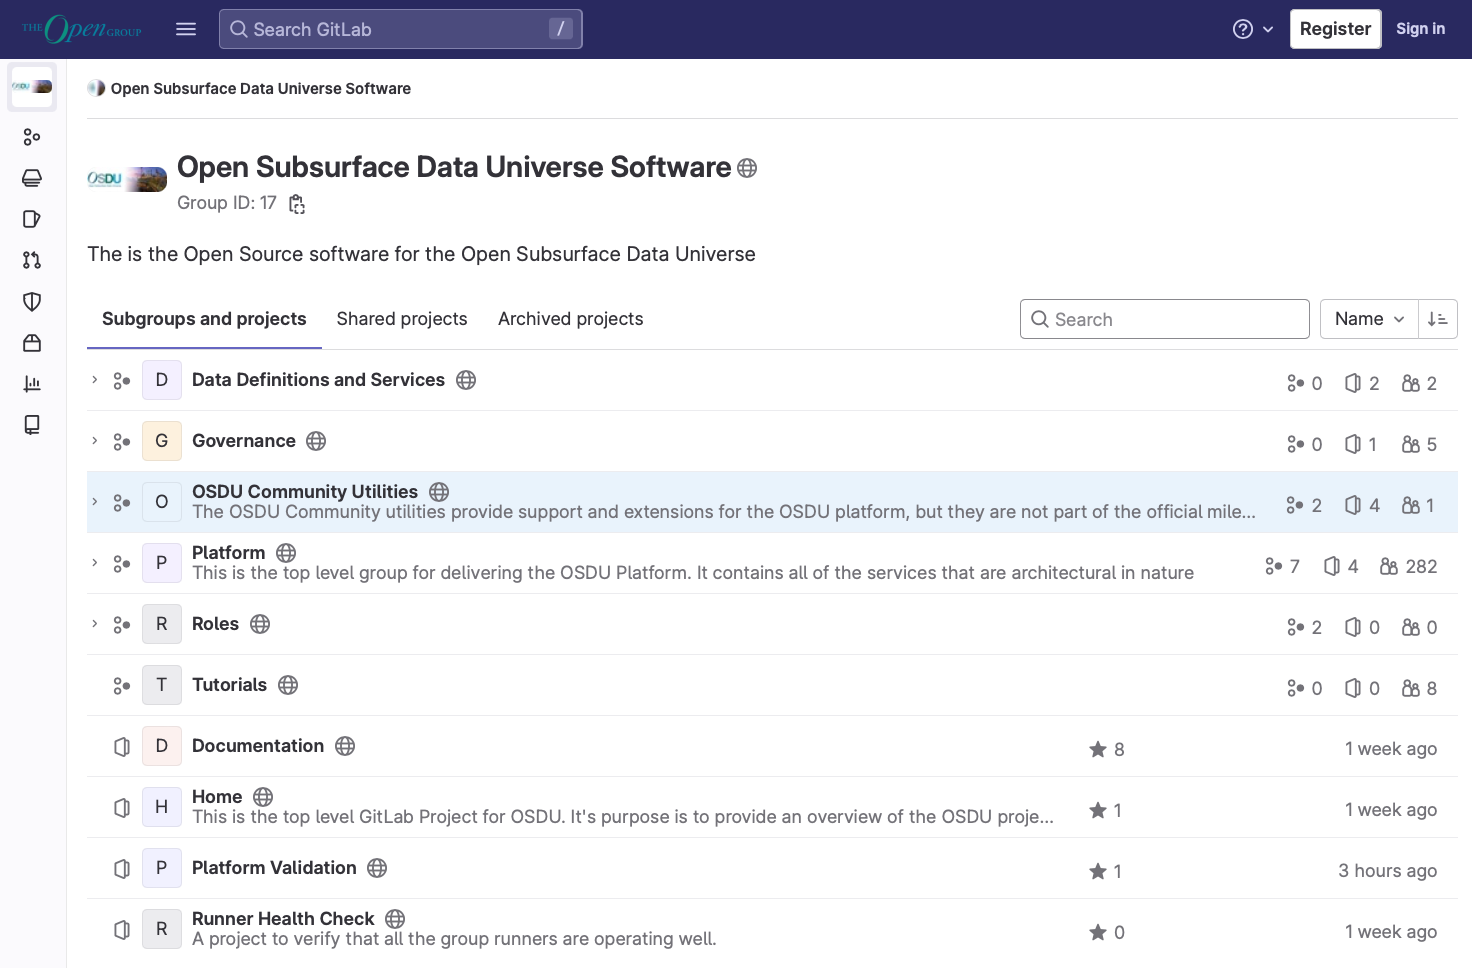 THE Open GROUP
Search GitLab /
Register Sign in
Open Subsurface Data Universe Software
OSDU
Open Subsurface Data Universe Software
Group ID: 17
The is the Open Source software for the Open Subsurface Data Universe
Subgroups and projects Shared projects Archived projects Search Name
D Data Definitions and Services 0 2 2
G Governance 0 1 5
O OSDU Community Utilities 2 4 1
The OSDU Community utilities provide support and extensions for the OSDU platform, but they are not part of the official mile...
P Platform 7 4 282
This is the top level group for delivering the OSDU Platform. It contains all of the services that are architectural in nature
R Roles 2 0 0
T Tutorials 0 0 8
D Documentation 8 1 week ago
H Home 1 1 week ago
This is the top level GitLab Project for OSDU. It's purpose is to provide an overview of the OSDU proje...
P Platform Validation 1 3 hours ago
R Runner Health Check 0 1 week ago
A project to verify that all the group runners are operating well.